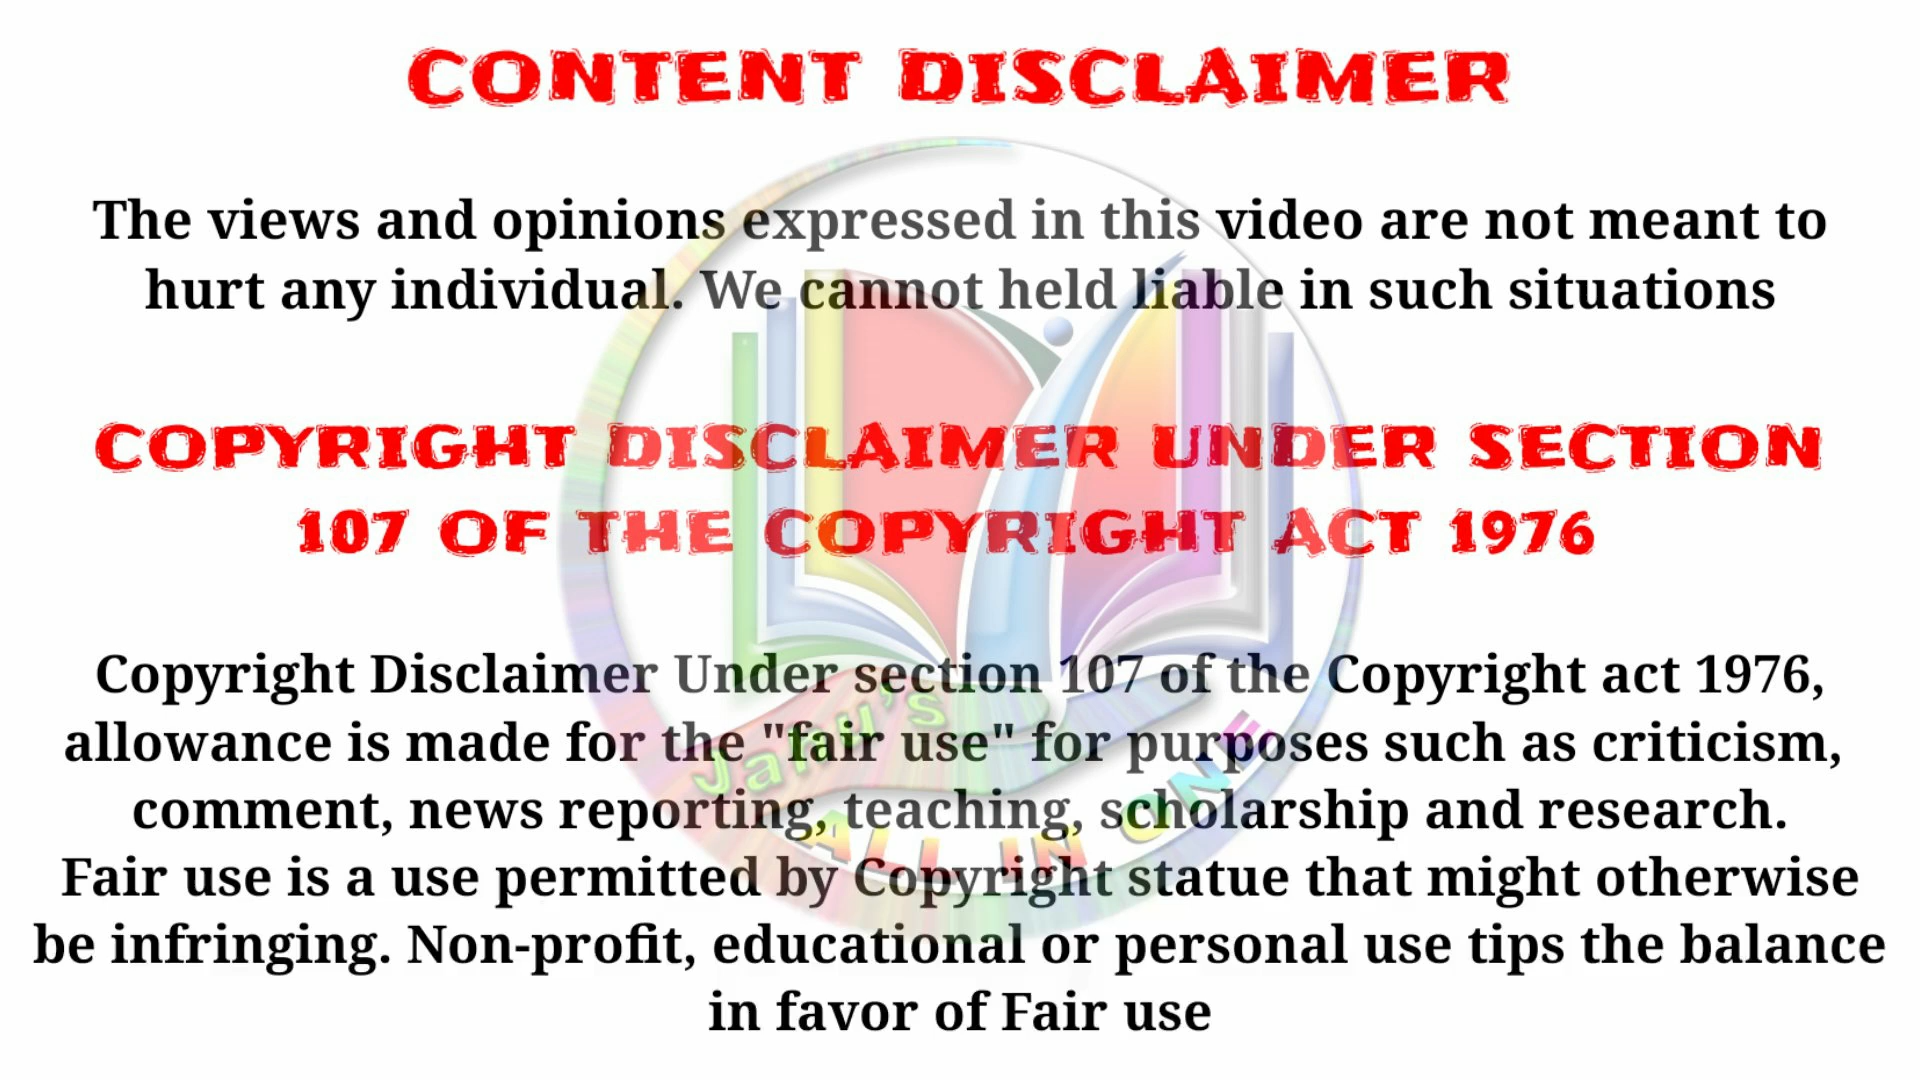 CONTENT DISCLAIMER
The views and opinions expressed in this video are not meant to
hurt any individual. We cannot held liable in such situations
COPYRIGHT DISCLAIMER UNDER SECTION
107 OF THE COPYRIGHT ACT 1976
Copyright Disclaimer Under section 107 of the Copyright act 1976,
allowance is made for the "fair use" for purposes such as criticism,
comment, news reporting, teaching, scholarship and research.
Fair use is a use permitted by Copyright statue that might otherwise
be infringing. Non-profit, educational or personal use tips the balance
in favor of Fair use
Janu's
ALL IN ONE